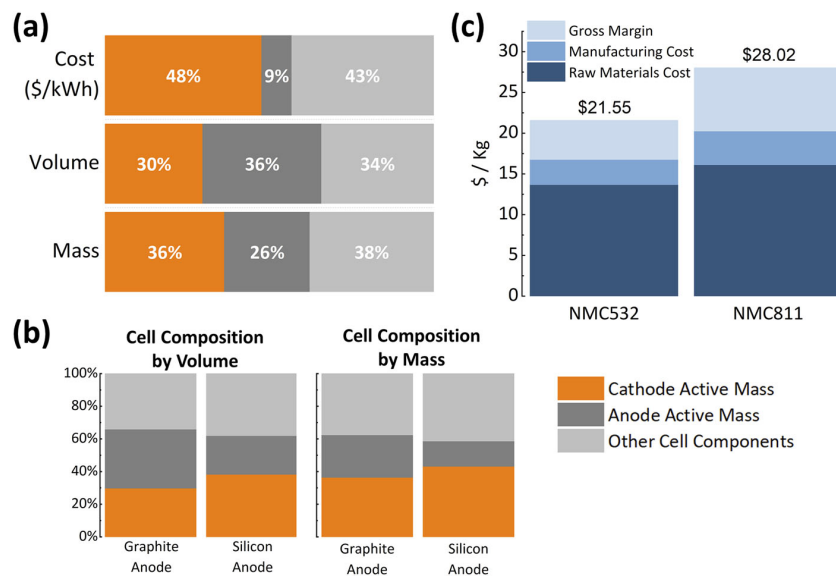 (a)
Cost
($/kWh)
48%
9%
43%
Volume
30%
36%
34%
Mass
36%
26%
38%
(c)
Gross Margin
Manufacturing Cost
Raw Materials Cost
$21.55
$28.02
$ / Kg
30
25
20
15
10
5
0
NMC532
NMC811
(b)
Cell Composition
by Volume
Cell Composition
by Mass
100%
80%
60%
40%
20%
0%
Graphite
Anode
Silicon
Anode
Graphite
Anode
Silicon
Anode
Cathode Active Mass
Anode Active Mass
Other Cell Components